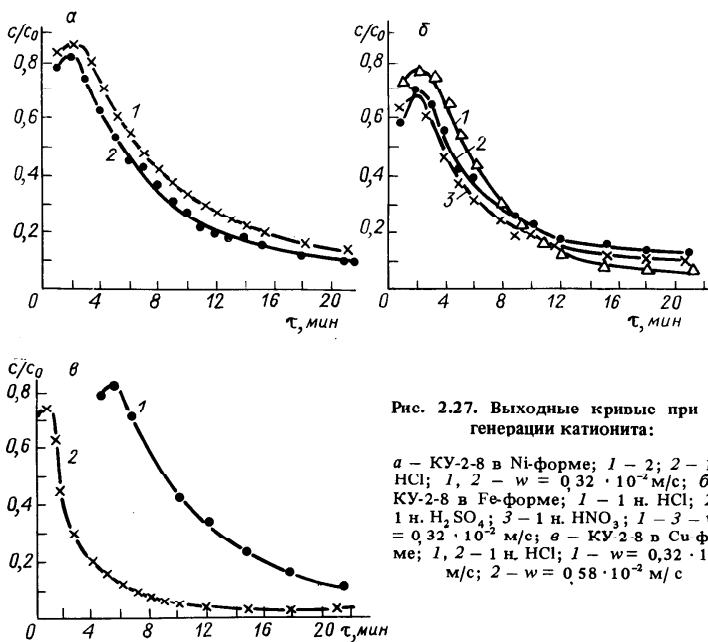 а
c/c₀
0,8
0,6
0,4
0,2
1
2
0 4 8 12 16 20
τ, мин
б
c/c₀
0,8
0,6
0,4
0,2
1
2
3
0 4 8 12 16 20
τ, мин
в
c/c₀
0,8
0,6
0,4
0,2
1
2
0 4 8 12 16 20
τ, мин
Рис. 2.27. Выходные кривые при
генерации катионита:
а – КУ-2-8 в Ni-форме; 1 – 2; 2 – 1
HCl; 1, 2 – w = 0,32 · 10⁻² м/с; б
КУ-2-8 в Fe-форме; 1 – 1 н. HCl; 2
1 н. H₂SO₄; 3 – 1 н. HNO₃; 1 – 3 – w
= 0,32 · 10⁻² м/с; в – КУ-2-8 в Cu ф
ме; 1, 2 – 1 н. HCl; 1 – w = 0,32 · 10
м/с; 2 – w = 0,58 · 10⁻² м/с